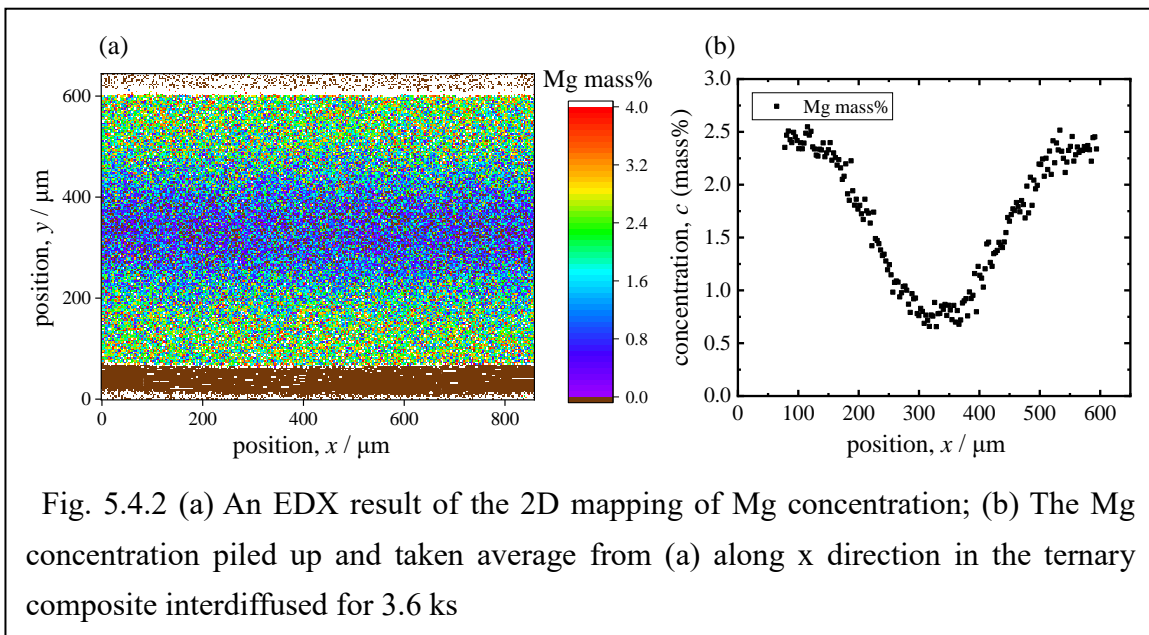 (a)
(b)
Mg mass%
4.0
3.2
2.4
1.6
0.8
0.0
600
400
200
0
position, y / μm
0
200
400
600
800
position, x / μm
3.0
2.5
2.0
1.5
1.0
0.5
0.0
concentration, c (mass%)
Mg mass%
0
100
200
300
400
500
600
position, x / μm
Fig. 5.4.2 (a) An EDX result of the 2D mapping of Mg concentration; (b) The Mg
concentration piled up and taken average from (a) along x direction in the ternary
composite interdiffused for 3.6 ks